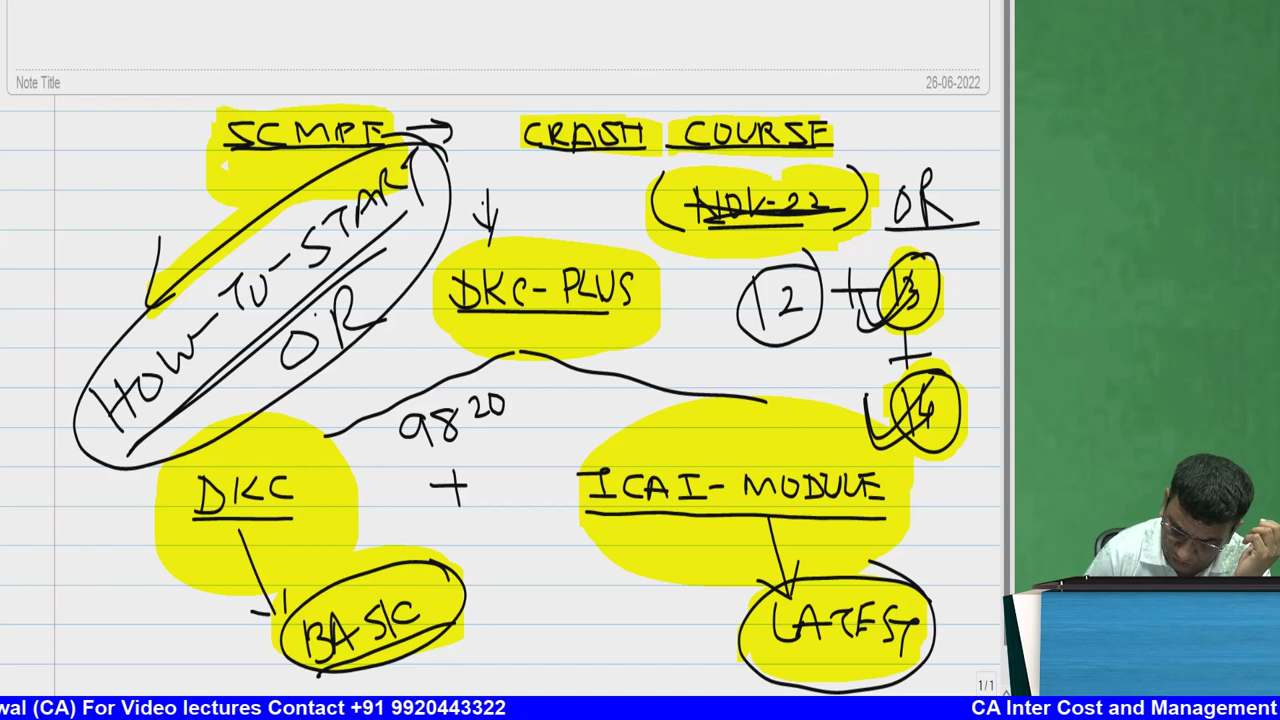 Note Title
26-06-2022
SCMPE → CRASH COURSE
(NOV-22) OR
HOW-TO-START
OR
DKC-PLUS
12 + 13
+
14
9820
DKC + ICAI-MODULE
BASIC
LATEST
1/1
wal (CA) For Video lectures Contact +91 9920443322
CA Inter Cost and Management